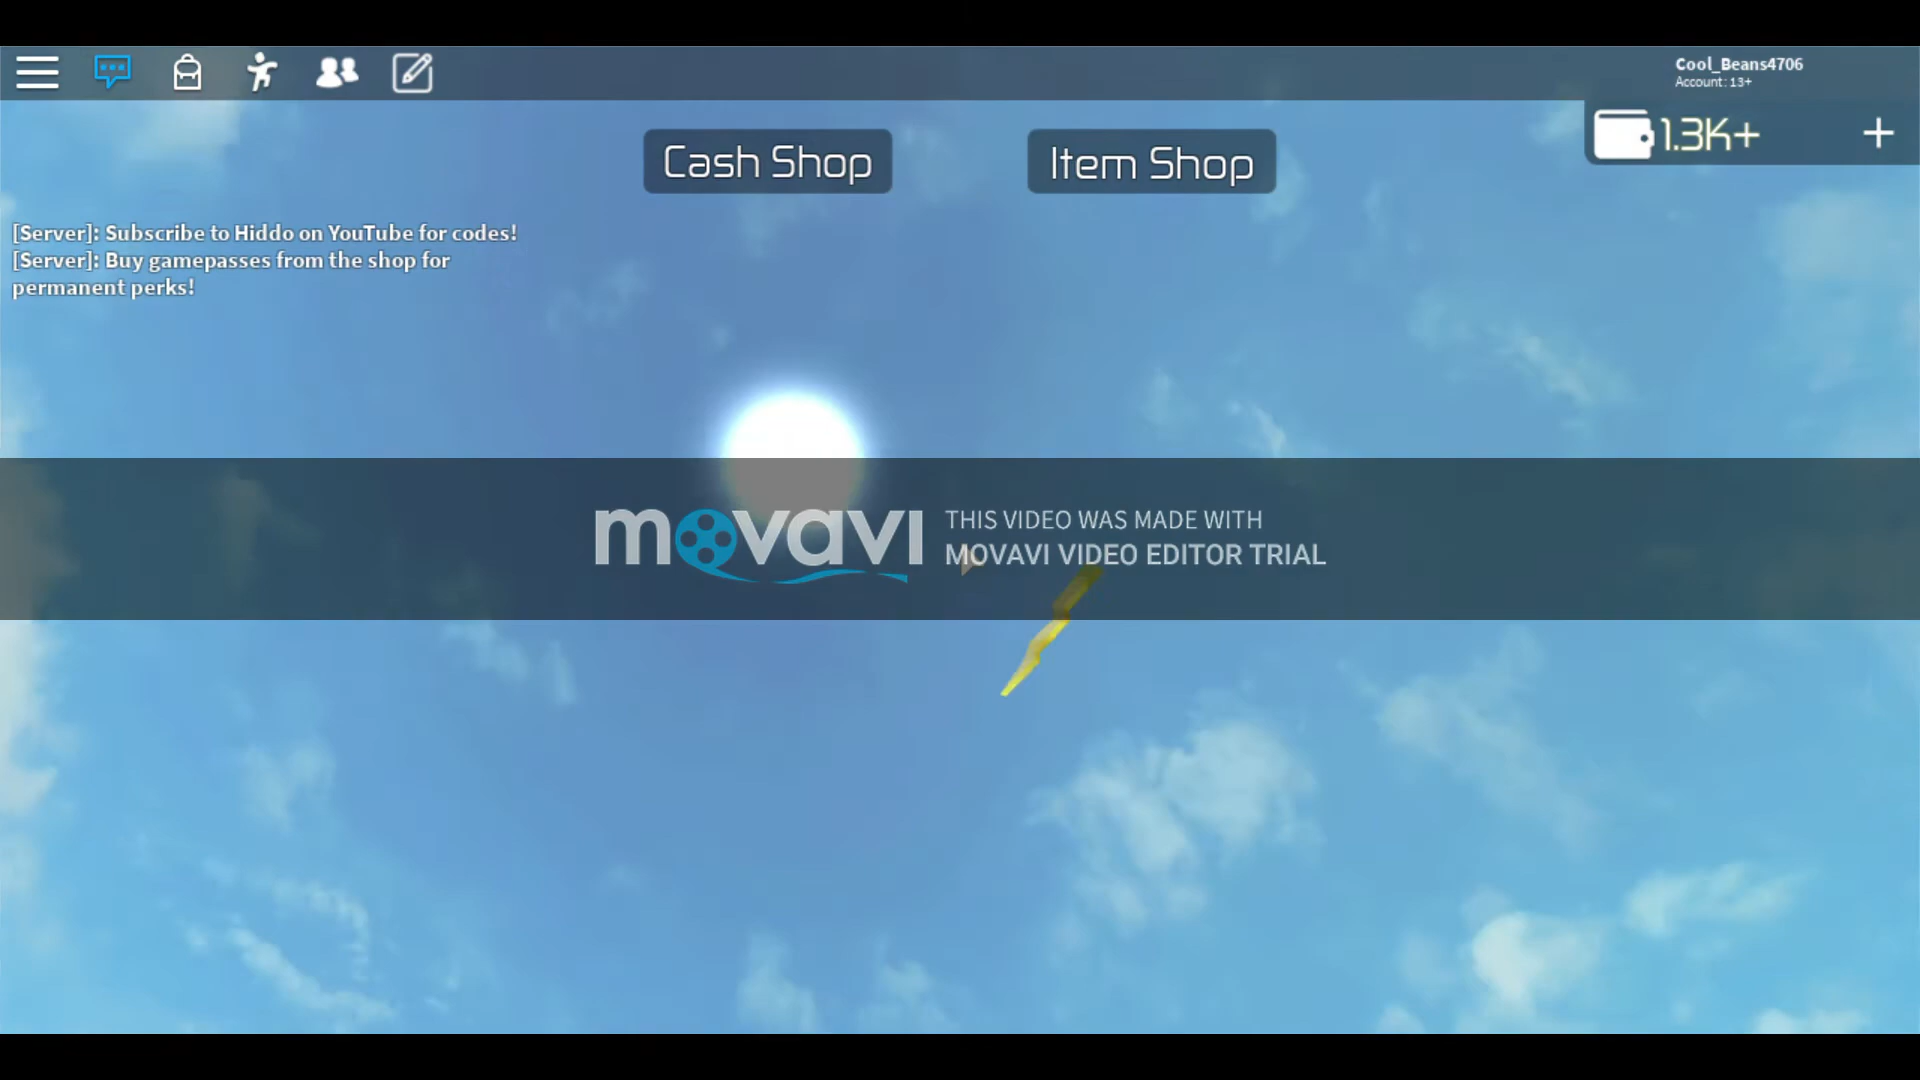 Cool_Beans4706
Account: 13+
1.3K+
+
Cash Shop
Item Shop
[Server]: Subscribe to Hiddo on YouTube for codes!
[Server]: Buy gamepasses from the shop for
permanent perks!
movavi
THIS VIDEO WAS MADE WITH
MOVAVI VIDEO EDITOR TRIAL